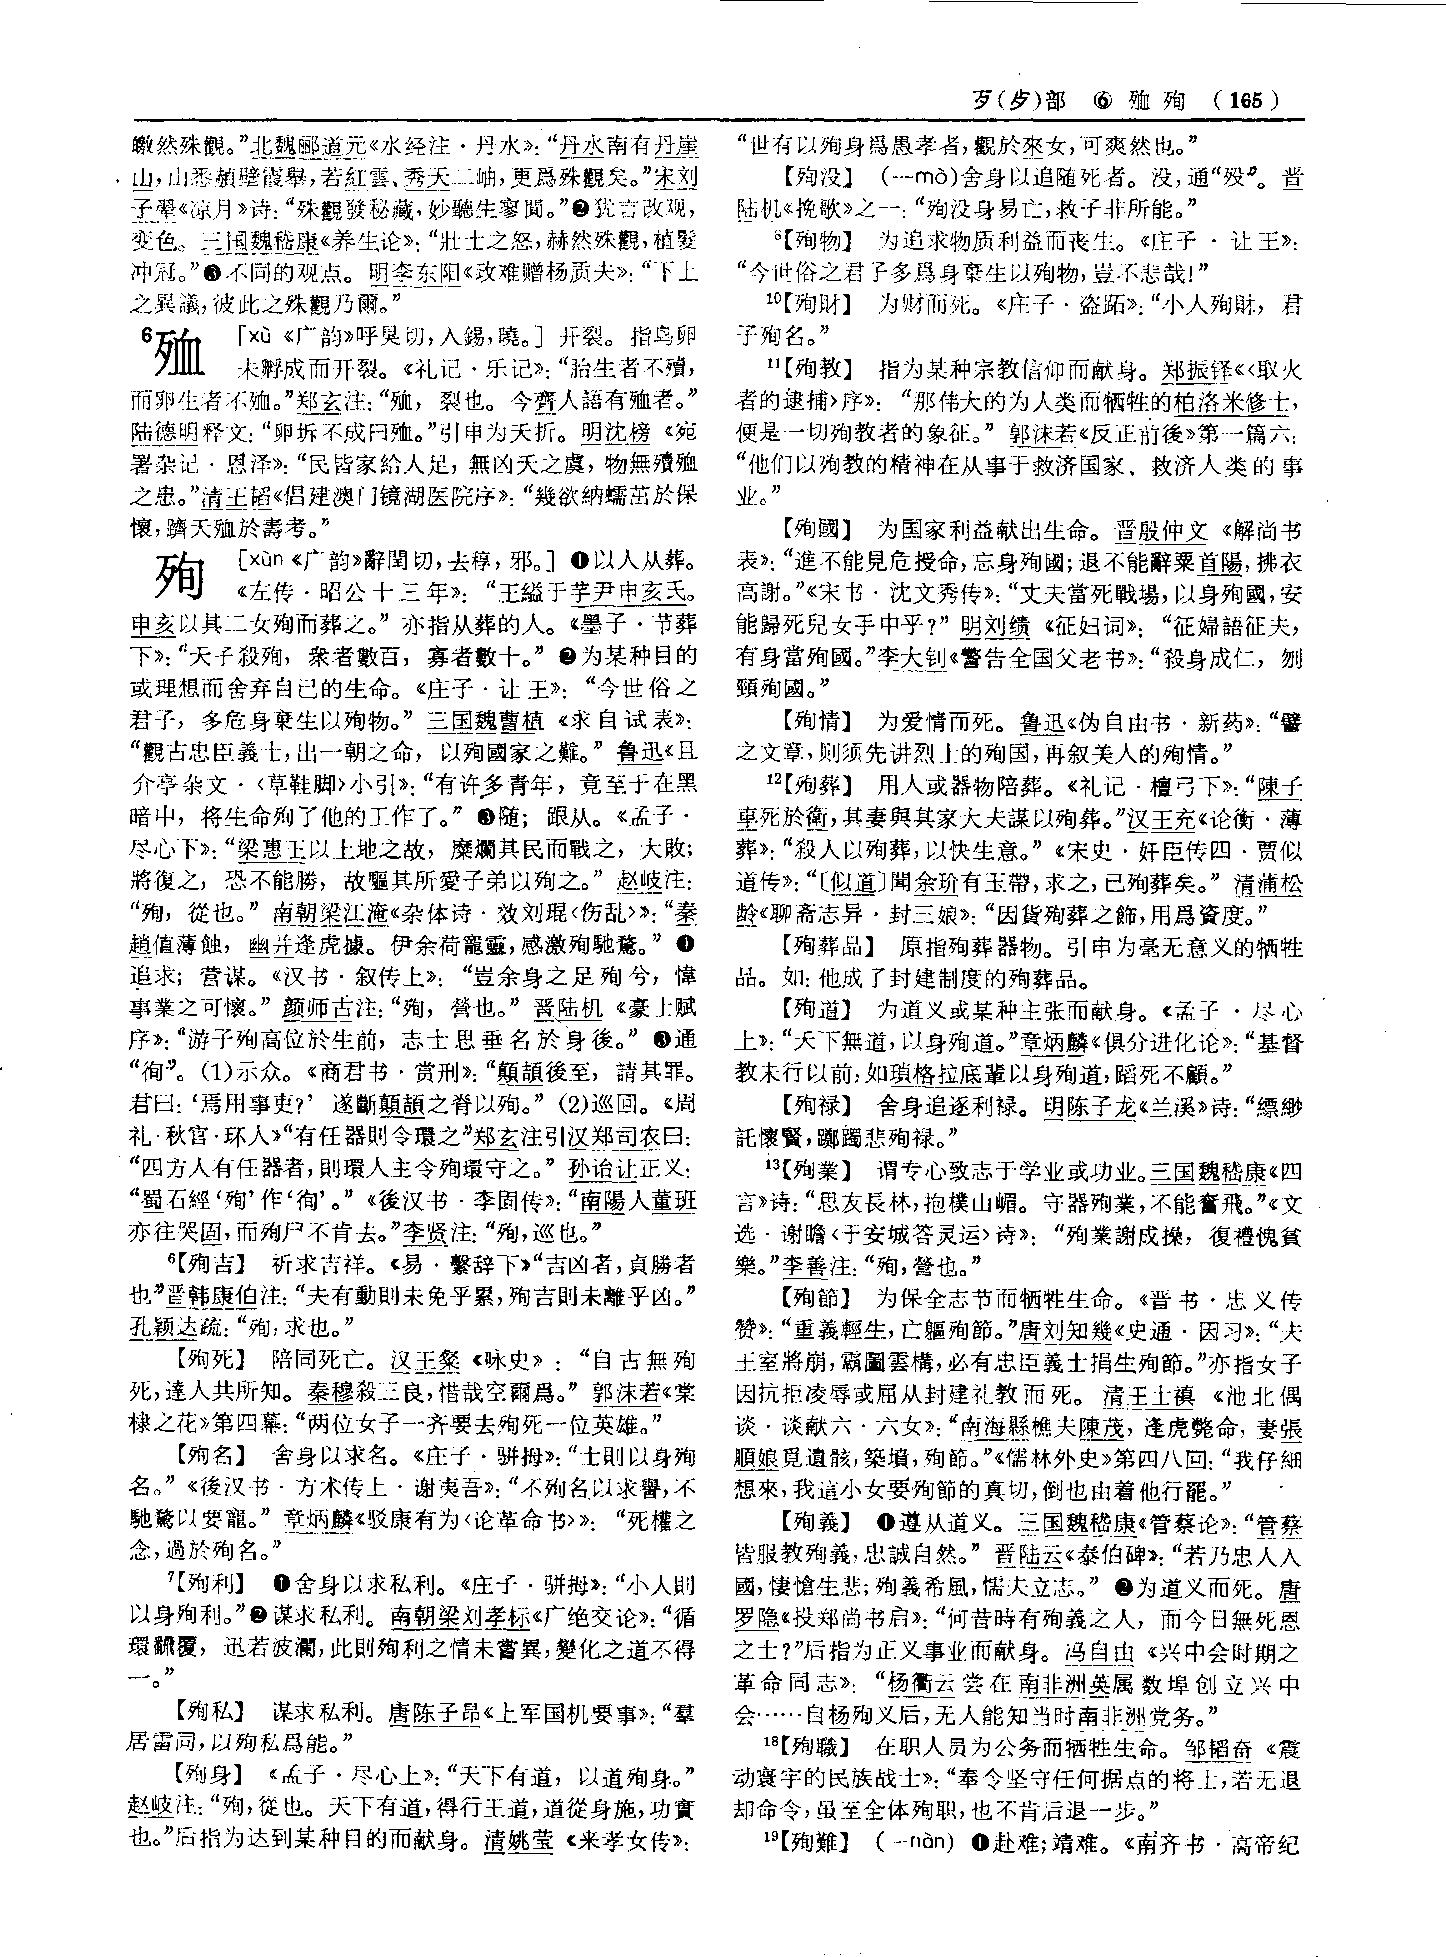 歹(歺)部 ⑥ 殈 殉 (165)
皦然殊觀。”北魏郦道元《水经注·丹水》：“丹水南有丹崖
山，山悉赬壁霞舉，若紅雲、秀天二岫，更爲殊觀矣。”宋刘
子翚《凉月》诗：“殊觀發秘藏，妙聽生寥聞。”❷犹言改观，
变色。三国魏嵇康《养生论》：“壯士之怒，赫然殊觀，植髮
冲冠。”❸不同的观点。明李东阳《改难赠杨质夫》：“下上
之異議，彼此之殊觀乃爾。”
⁶殈 [xù《广韵》呼狊切，入錫，曉。] 开裂。指鸟卵
未孵成而开裂。《礼记·乐记》：“胎生者不殰，
而卵生者不殈。”郑玄注：“殈，裂也。今齊人語有殈者。”
陆德明释文：“卵坼不成曰殈。”引申为夭折。明沈榜《宛
署杂记·恩泽》：“民皆家給人足，無凶夭之虞，物無殰殈
之患。”清王韬《倡建澳门镜湖医院序》：“幾欲納蠕茁於保
懷，躋夭殈於壽考。”
殉 [xùn《广韵》辭閏切，去稕，邪。] ❶以人从葬。
《左传·昭公十三年》：“王縊于芋尹申亥氏。
申亥以其二女殉而葬之。”亦指从葬的人。《墨子·节葬
下》：“天子殺殉，衆者數百，寡者數十。”❷为某种目的
或理想而舍弃自己的生命。《庄子·让王》：“今世俗之
君子，多危身棄生以殉物。”三国魏曹植《求自试表》：
“觀古忠臣義士，出一朝之命，以殉國家之難。”鲁迅《且
介亭杂文·〈草鞋脚〉小引》：“有许多青年，竟至于在黑
暗中，将生命殉了他的工作了。”❸随；跟从。《孟子·
尽心下》：“梁惠王以土地之故，糜爛其民而戰之，大敗；
將復之，恐不能勝，故驅其所愛子弟以殉之。”赵岐注：
“殉，從也。”南朝梁江淹《杂体诗·效刘琨〈伤乱〉》：“秦
趙值薄蝕，幽并逢虎據。伊余荷寵靈，感激殉馳騖。”❹
追求；营谋。《汉书·叙传上》：“豈余身之足殉兮，悼
事業之可懷。”颜师古注：“殉，營也。”晋陆机《豪士赋
序》：“游子殉高位於生前，志士思垂名於身後。”❺通
“徇”。(1)示众。《商君书·赏刑》：“顛頡後至，請其罪。
君曰：‘焉用事吏？’遂斷顛頡之脊以殉。”(2)巡回。《周
礼·秋官·环人》“有任器則令環之”郑玄注引汉郑司农曰：
“四方人有任器者，則環人主令殉環守之。”孙诒让正义：
“蜀石經‘殉’作‘徇’。”《後汉书·李固传》：“南陽人董班
亦往哭固，而殉尸不肯去。”李贤注：“殉，巡也。”
⁶【殉吉】 祈求吉祥。《易·繫辞下》“吉凶者，貞勝者
也”晋韩康伯注：“夫有動則未免乎累，殉吉則未離乎凶。”
孔颖达疏：“殉，求也。”
【殉死】 陪同死亡。汉王粲《咏史》：“自古無殉
死，達人共所知。秦穆殺三良，惜哉空爾爲。”郭沫若《棠
棣之花》第四幕：“两位女子一齐要去殉死一位英雄。”
【殉名】 舍身以求名。《庄子·骈拇》：“士則以身殉
名。”《後汉书·方术传上·谢夷吾》：“不殉名以求譽，不
馳騖以要寵。”章炳麟《驳康有为〈论革命书〉》：“死權之
念，過於殉名。”
⁷【殉利】 ❶舍身以求私利。《庄子·骈拇》：“小人則
以身殉利。”❷谋求私利。南朝梁刘孝标《广绝交论》：“循
環飜覆，迅若波瀾，此則殉利之情未嘗異，變化之道不得
一。”
【殉私】 谋求私利。唐陈子昂《上军国机要事》：“羣
居雷同，以殉私爲能。”
【殉身】 《孟子·尽心上》：“天下有道，以道殉身。”
赵岐注：“殉，從也。天下有道，得行王道，道從身施，功實
也。”后指为达到某种目的而献身。清姚莹《来孝女传》：
“世有以殉身爲愚孝者，觀於來女，可爽然也。”
【殉没】 (—mò)舍身以追随死者。没，通“殁”。晋
陆机《挽歌》之一：“殉没身易亡，救子非所能。”
⁸【殉物】 为追求物质利益而丧生。《庄子·让王》：
“今世俗之君子多爲身棄生以殉物，豈不悲哉！”
¹⁰【殉財】 为财而死。《庄子·盗跖》：“小人殉財，君
子殉名。”
¹¹【殉教】 指为某种宗教信仰而献身。郑振铎《〈取火
者的逮捕〉序》：“那伟大的为人类而牺牲的柏洛米修士，
便是一切殉教者的象征。”郭沫若《反正前後》第一篇六：
“他们以殉教的精神在从事于救济国家、救济人类的事
业。”
【殉國】 为国家利益献出生命。晋殷仲文《解尚书
表》：“進不能見危授命，忘身殉國；退不能辭粟首陽，拂衣
高謝。”《宋书·沈文秀传》：“丈夫當死戰場，以身殉國，安
能歸死兒女手中乎？”明刘绩《征妇词》：“征婦語征夫，
有身當殉國。”李大钊《警告全国父老书》：“殺身成仁，刎
頸殉國。”
【殉情】 为爱情而死。鲁迅《伪自由书·新药》：“譬
之文章，则须先讲烈士的殉国，再叙美人的殉情。”
¹²【殉葬】 用人或器物陪葬。《礼记·檀弓下》：“陳子
車死於衛，其妻與其家大夫謀以殉葬。”汉王充《论衡·薄
葬》：“殺人以殉葬，以快生意。”《宋史·奸臣传四·贾似
道传》：“〔似道〕聞余玠有玉帶，求之，已殉葬矣。”清蒲松
龄《聊斋志异·封三娘》：“因貨殉葬之飾，用爲資度。”
【殉葬品】 原指殉葬器物。引申为毫无意义的牺牲
品。如：他成了封建制度的殉葬品。
【殉道】 为道义或某种主张而献身。《孟子·尽心
上》：“天下無道，以身殉道。”章炳麟《俱分进化论》：“基督
教未行以前，如瑣格拉底輩以身殉道，蹈死不顧。”
【殉禄】 舍身追逐利禄。明陈子龙《兰溪》诗：“縹緲
託懷賢，躑躅悲殉禄。”
¹³【殉業】 谓专心致志于学业或功业。三国魏嵇康《四
言》诗：“思友長林，抱樸山嵋。守器殉業，不能奮飛。”《文
选·谢瞻〈于安城答灵运〉诗》：“殉業謝成操，復禮愧貧
樂。”李善注：“殉，營也。”
【殉節】 为保全志节而牺牲生命。《晋书·忠义传
赞》：“重義輕生，亡軀殉節。”唐刘知幾《史通·因习》：“夫
王室將崩，霸圖雲構，必有忠臣義士捐生殉節。”亦指女子
因抗拒凌辱或屈从封建礼教而死。清王士禛《池北偶
谈·谈献六·六女》：“南海縣樵夫陳茂，逢虎斃命，妻張
順娘覓遺骸，築墳，殉節。”《儒林外史》第四八回：“我仔細
想來，我這小女要殉節的真切，倒也由着他行罷。”
【殉義】 ❶遵从道义。三国魏嵇康《管蔡论》：“管蔡
皆服教殉義，忠誠自然。”晋陆云《泰伯碑》：“若乃忠人入
國，悽愴生悲；殉義希風，懦夫立志。”❷为道义而死。唐
罗隐《投郑尚书启》：“何昔時有殉義之人，而今日無死恩
之士？”后指为正义事业而献身。冯自由《兴中会时期之
革命同志》：“杨衢云尝在南非洲英属数埠创立兴中
会……自杨殉义后，无人能知当时南非洲党务。”
¹⁸【殉職】 在职人员为公务而牺牲生命。邹韬奋《震
动寰宇的民族战士》：“奉令坚守任何据点的将士，若无退
却命令，虽至全体殉职，也不肯后退一步。”
¹⁹【殉難】 (—nàn) ❶赴难；靖难。《南齐书·高帝纪